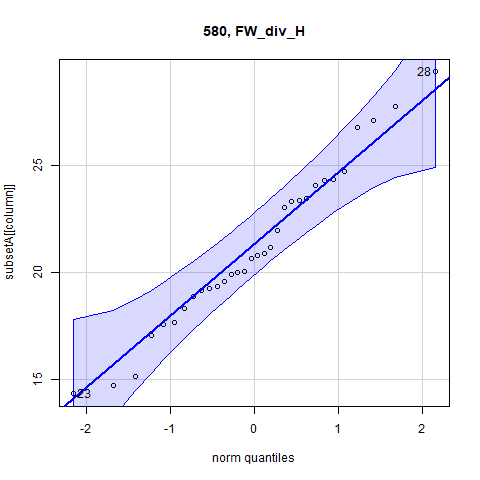 580, FW_div_H
28
25
20
15
23
-2 -1 0 1 2
norm quantiles
subsetA[[column]]